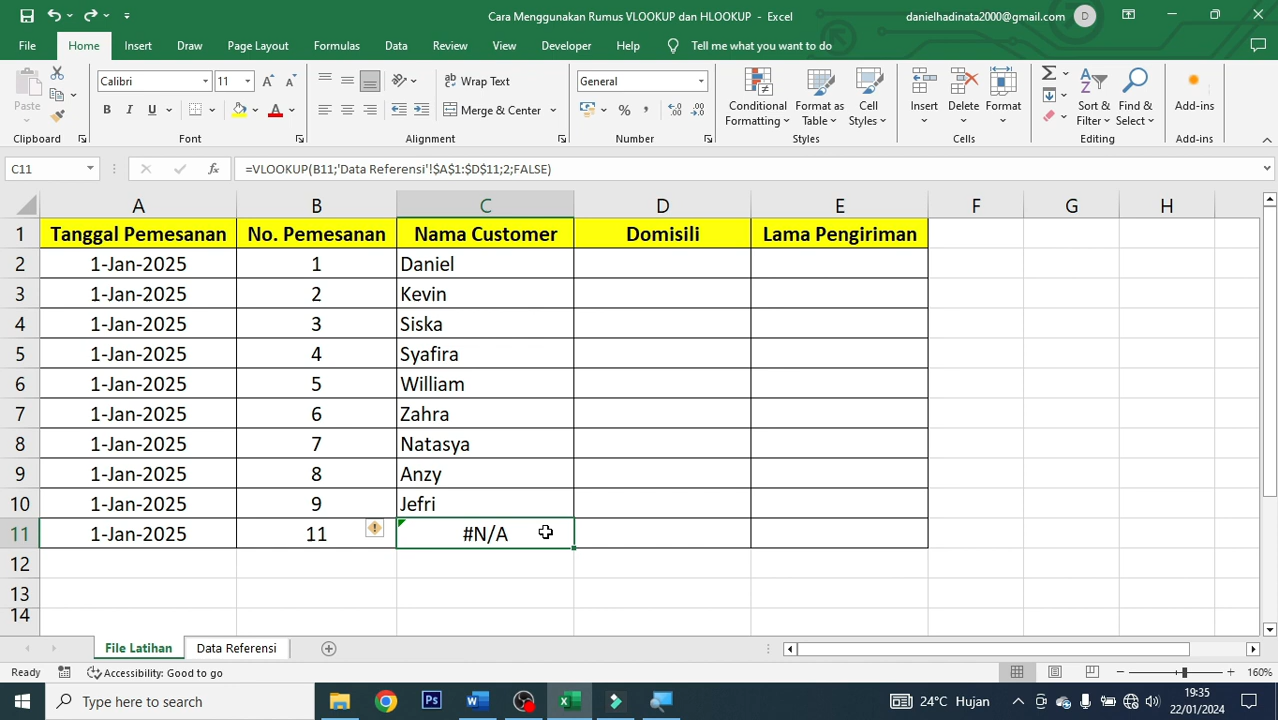 Cara Menggunakan Rumus VLOOKUP dan HLOOKUP - Excel
danielhadinata2000@gmail.com D
File Home Insert Draw Page Layout Formulas Data Review View Developer Help Tell me what you want to do
Paste
Clipboard
Calibri 11
B I U A
Font
Wrap Text
Merge & Center
Alignment
General
%
Number
Conditional Formatting
Format as Table
Cell Styles
Styles
Insert Delete Format
Cells
Sort & Filter
Find & Select
Editing
Add-ins
Add-ins
C11 fx =VLOOKUP(B11;'Data Referensi'!$A$1:$D$11;2;FALSE)
A B C D E F G H
1 Tanggal Pemesanan No. Pemesanan Nama Customer Domisili Lama Pengiriman
2 1-Jan-2025 1 Daniel
3 1-Jan-2025 2 Kevin
4 1-Jan-2025 3 Siska
5 1-Jan-2025 4 Syafira
6 1-Jan-2025 5 William
7 1-Jan-2025 6 Zahra
8 1-Jan-2025 7 Natasya
9 1-Jan-2025 8 Anzy
10 1-Jan-2025 9 Jefri
11 1-Jan-2025 11 #N/A
12
13
14
File Latihan Data Referensi
Ready Accessibility: Good to go 160%
Type here to search
Ps
24°C Hujan
19:35
22/01/2024